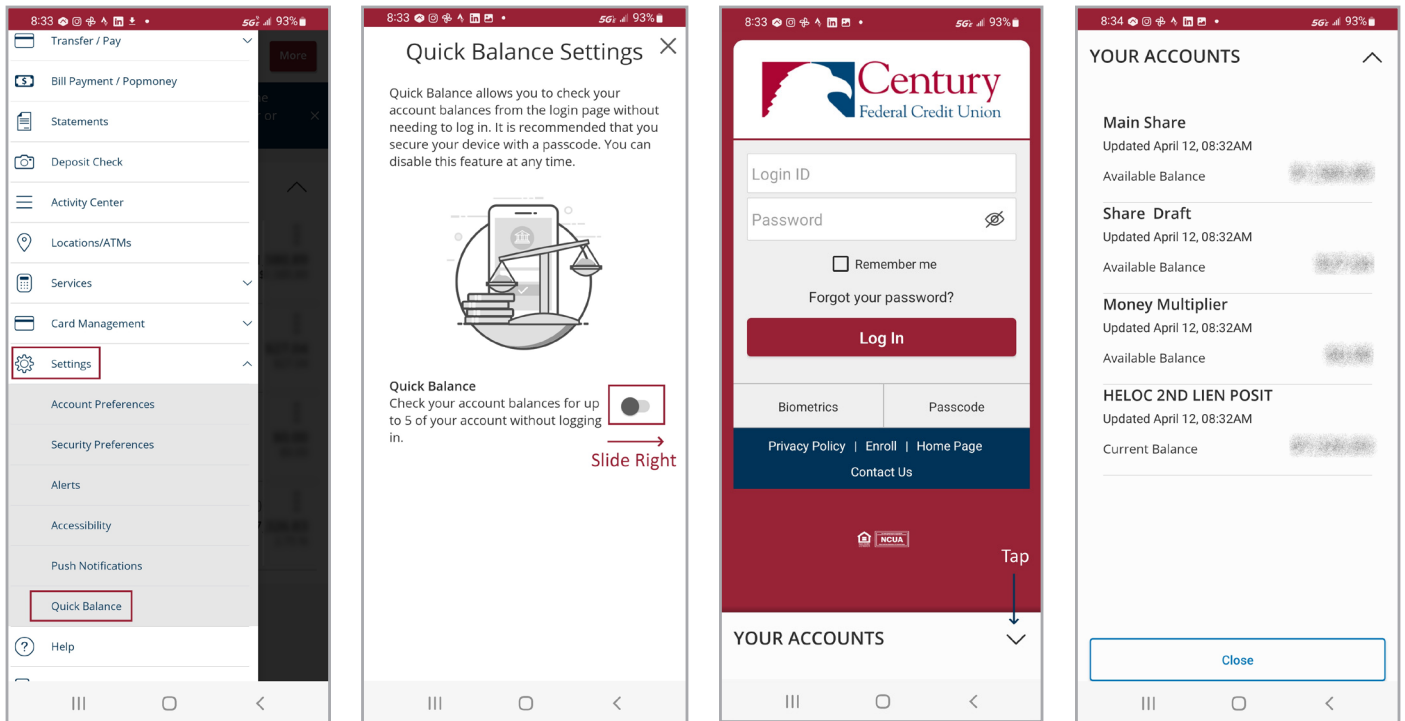 8:33
5G 93%
Transfer / Pay
More
Bill Payment / Popmoney
Statements
Deposit Check
Activity Center
Locations/ATMs
Services
Card Management
Settings
Account Preferences
Security Preferences
Alerts
Accessibility
Push Notifications
Quick Balance
Help
8:33
5G 93%
Quick Balance Settings
Quick Balance allows you to check your
account balances from the login page without
needing to log in. It is recommended that you
secure your device with a passcode. You can
disable this feature at any time.
Quick Balance
Check your account balances for up
to 5 of your account without logging
in.
Slide Right
8:33
5G 93%
Century
Federal Credit Union
Login ID
Password
Remember me
Forgot your password?
Log In
Biometrics
Passcode
Privacy Policy | Enroll | Home Page
Contact Us
NCUA
Tap
YOUR ACCOUNTS
8:34
5G 93%
YOUR ACCOUNTS
Main Share
Updated April 12, 08:32AM
Available Balance
Share Draft
Updated April 12, 08:32AM
Available Balance
Money Multiplier
Updated April 12, 08:32AM
Available Balance
HELOC 2ND LIEN POSIT
Updated April 12, 08:32AM
Current Balance
Close